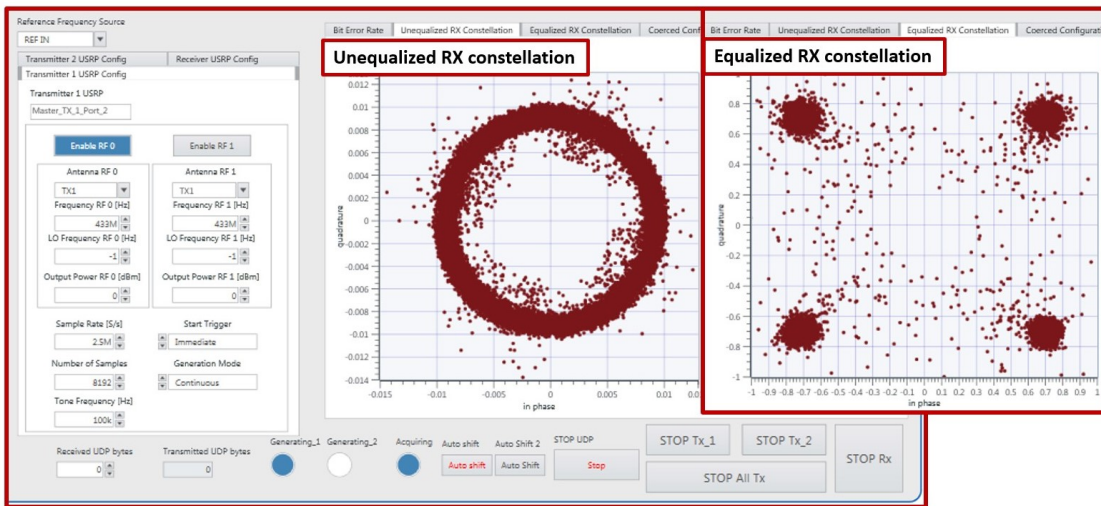 Reference Frequency Source
REF IN
Transmitter 2 USRP Config
Receiver USRP Config
Transmitter 1 USRP Config
Transmitter 1 USRP
Master_TX_1_Port_2
Enable RF 0
Enable RF 1
Antenna RF 0
Antenna RF 1
TX1
TX1
Frequency RF 0 [Hz]
Frequency RF 1 [Hz]
433M
433M
LO Frequency RF 0 [Hz]
LO Frequency RF 1 [Hz]
-1
-1
Output Power RF 0 [dBm]
Output Power RF 1 [dBm]
0
0
Sample Rate [S/s]
Start Trigger
2.5M
Immediate
Number of Samples
Generation Mode
8192
Continuous
Tone Frequency [Hz]
100k
Bit Error Rate
Unequalized RX Constellation
Equalized RX Constellation
Coerced Conf
Unequalized RX constellation
0.012
0.01
0.008
0.006
0.004
0.002
0
-0.002
-0.004
-0.006
-0.008
-0.01
-0.012
-0.014
quadrature
-0.015
-0.01
-0.005
0
0.005
0.01
in phase
Bit Error Rate
Unequalized RX Constellation
Equalized RX Constellation
Coerced Configurati
Equalized RX constellation
0.8
0.6
0.4
0.2
0
-0.2
-0.4
-0.6
-0.8
-1
quadrature
-1 -0.9 -0.8 -0.7 -0.6 -0.5 -0.4 -0.3 -0.2 -0.1 0 0.1 0.2 0.3 0.4 0.5 0.6 0.7 0.8 0.9 1
in phase
Received UDP bytes
Transmitted UDP bytes
0
0
Generating_1
Generating_2
Acquiring
Auto shift
Auto Shift 2
STOP UDP
Auto shift
Auto Shift
Stop
STOP Tx_1
STOP Tx_2
STOP All Tx
STOP Rx